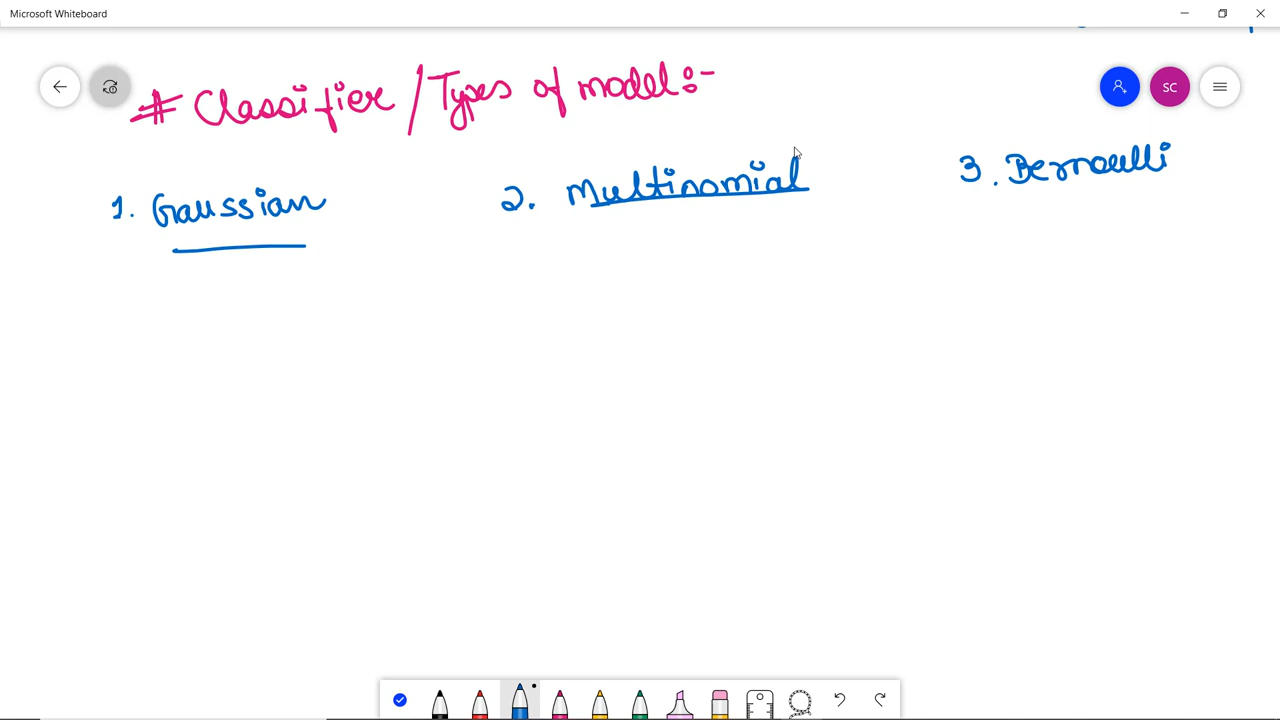 Microsoft Whiteboard
# Classifier / Types of model:-
SC
1. Gaussian
2. Multinomial
3. Bernoulli